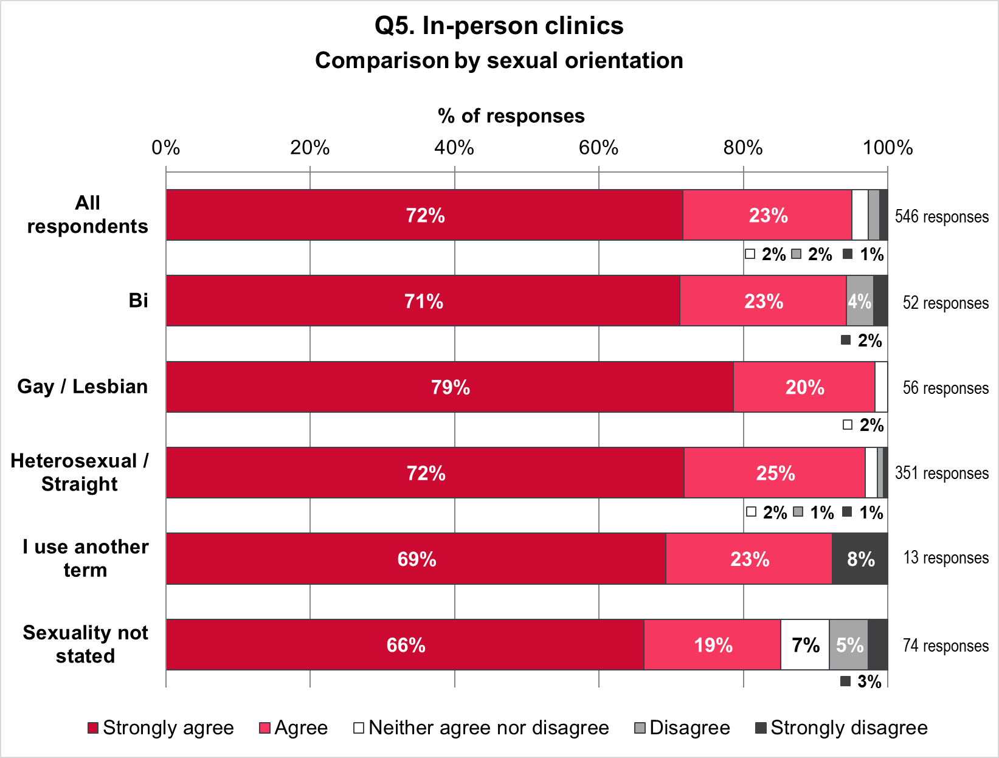 Q5. In-person clinics
Comparison by sexual orientation
% of responses
0% 20% 40% 60% 80% 100%
All
respondents
72% 23% 546 responses
2% 2% 1%
Bi 71% 23% 4% 52 responses
2%
Gay / Lesbian 79% 20% 56 responses
2%
Heterosexual /
Straight
72% 25% 351 responses
2% 1% 1%
I use another
term
69% 23% 8% 13 responses
Sexuality not
stated
66% 19% 7% 5% 74 responses
3%
Strongly agree Agree Neither agree nor disagree Disagree Strongly disagree